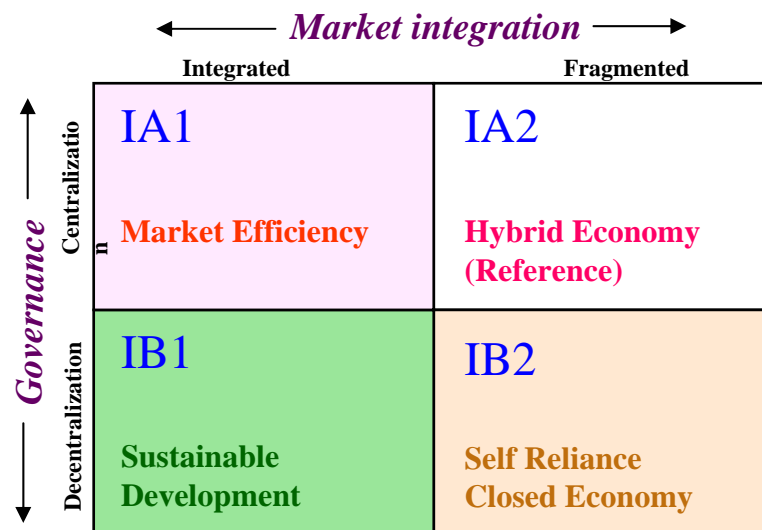 Market integration
Integrated
Fragmented
Governance
Centralizatio
n
IA1
Market Efficiency
IA2
Hybrid Economy
(Reference)
Decentralization
IB1
Sustainable
Development
IB2
Self Reliance
Closed Economy